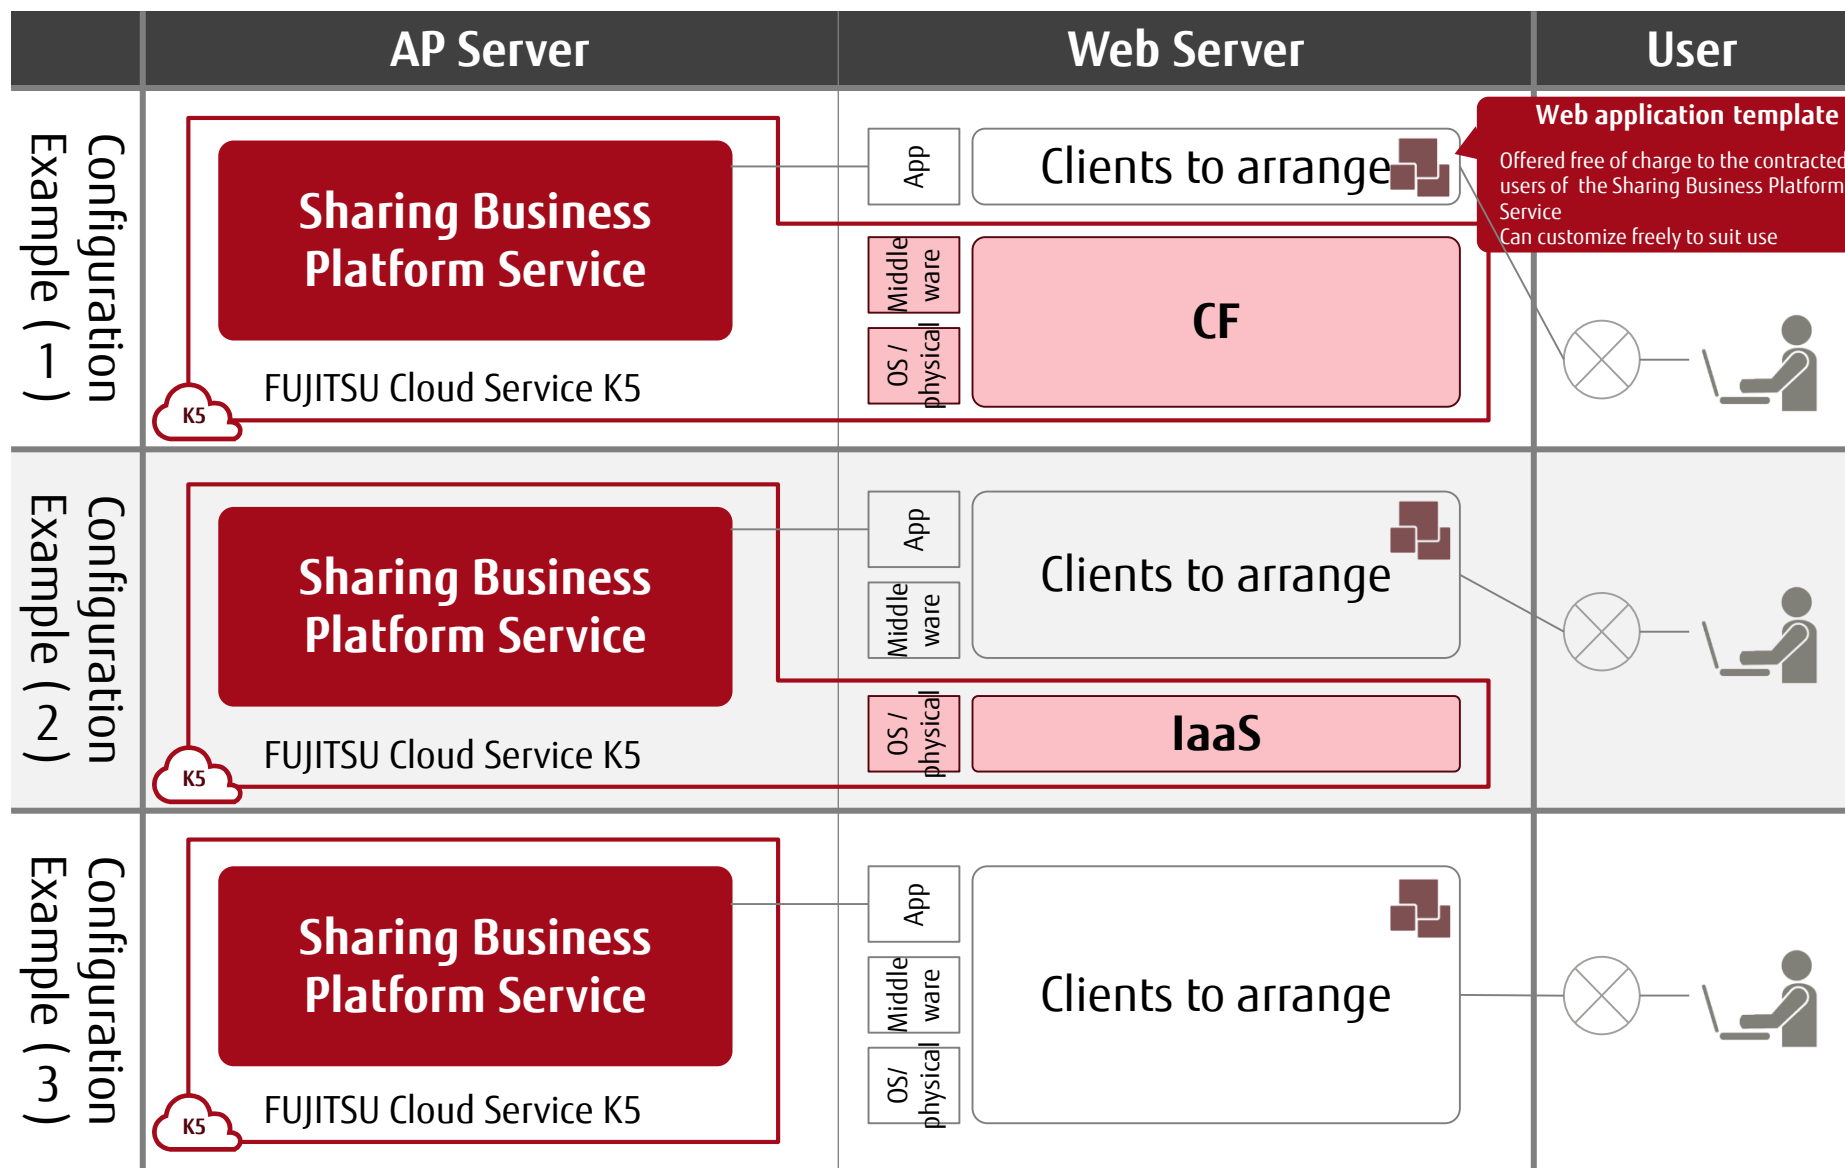 AP Server
Web Server
User
Configuration
Example (1)
Sharing Business
Platform Service
FUJITSU Cloud Service K5
K5
App
Clients to arrange
Middle
ware
OS /
physical
CF
Web application template
Offered free of charge to the contracted
users of the Sharing Business Platform
Service
Can customize freely to suit use
Configuration
Example (2)
Sharing Business
Platform Service
FUJITSU Cloud Service K5
K5
App
Middle
ware
Clients to arrange
OS /
physical
IaaS
Configuration
Example (3)
Sharing Business
Platform Service
FUJITSU Cloud Service K5
K5
App
Middle
ware
OS/
physical
Clients to arrange